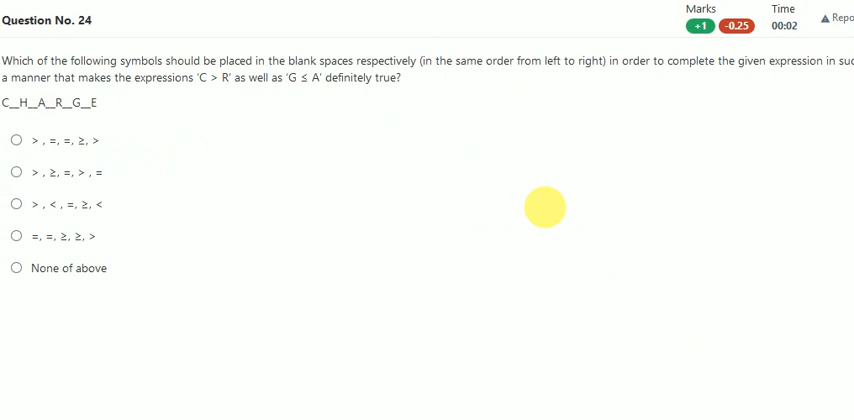 Question No. 24
Marks
+1 -0.25
Time
00:02
Repo
Which of the following symbols should be placed in the blank spaces respectively (in the same order from left to right) in order to complete the given expression in suc
a manner that makes the expressions 'C > R' as well as 'G ≤ A' definitely true?
C__H__A__R__G__E
> , =, =, ≥, >
> , ≥, =, > , =
> , < , =, ≥, <
=, =, ≥, ≥, >
None of above